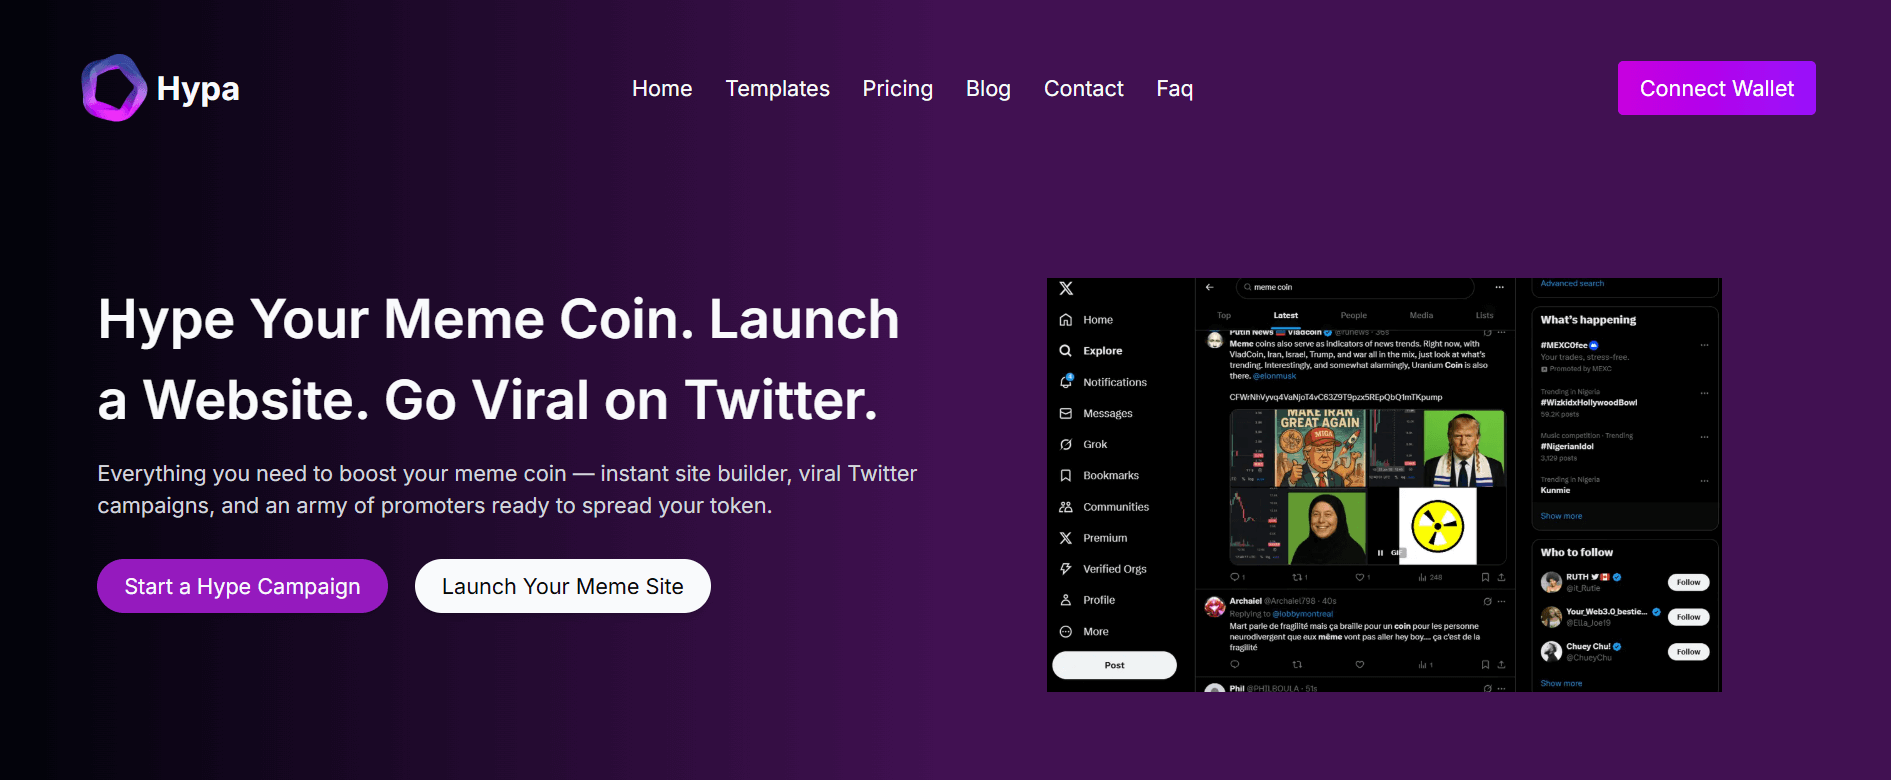 Hypa
Home Templates Pricing Blog Contact Faq
Connect Wallet
Hype Your Meme Coin. Launch
a Website. Go Viral on Twitter.
Everything you need to boost your meme coin — instant site builder, viral Twitter
campaigns, and an army of promoters ready to spread your token.
Start a Hype Campaign
Launch Your Meme Site
Home
Explore
Notifications
Messages
Grok
Bookmarks
Communities
Premium
Verified Orgs
Profile
More
Post
meme coin
Top Latest People Media Lists
Putin News Vladcoin @runews · 36s
Meme coins also serve as indicators of news trends. Right now, with
VladCoin, Iran, Israel, Trump, and war all in the mix, just look at what's
trending. Interestingly, and somewhat alarmingly, Uranium Coin is also
there. @elonmusk
MAKE IRAN
GREAT AGAIN
MIGA
GIF
1 1 1 248
Archaiel @Archaiel798 · 40s
Replying to @lobbymontreal
Mart parle de fragilité mais ça braille pour un coin pour les personne
neurodivergent que eux même vont pas aller hey boy.... ça c'est de la
fragilité
1
Phil @PHILBOULA · 51s
Advanced search
What's happening
#MEXC0fee
Your trades, stress-free.
Promoted by MEXC
Trending in Nigeria
#WizkidxHollywoodBowl
59.2K posts
Music competition · Trending
#NigerianIdol
3,129 posts
Trending in Nigeria
Kunmie
Show more
Who to follow
RUTH
@it_Rutie
Follow
Your_Web3.0_bestie...
@Ella_Joe19
Follow
Chuey Chu!
@ChueyChu
Follow
Show more